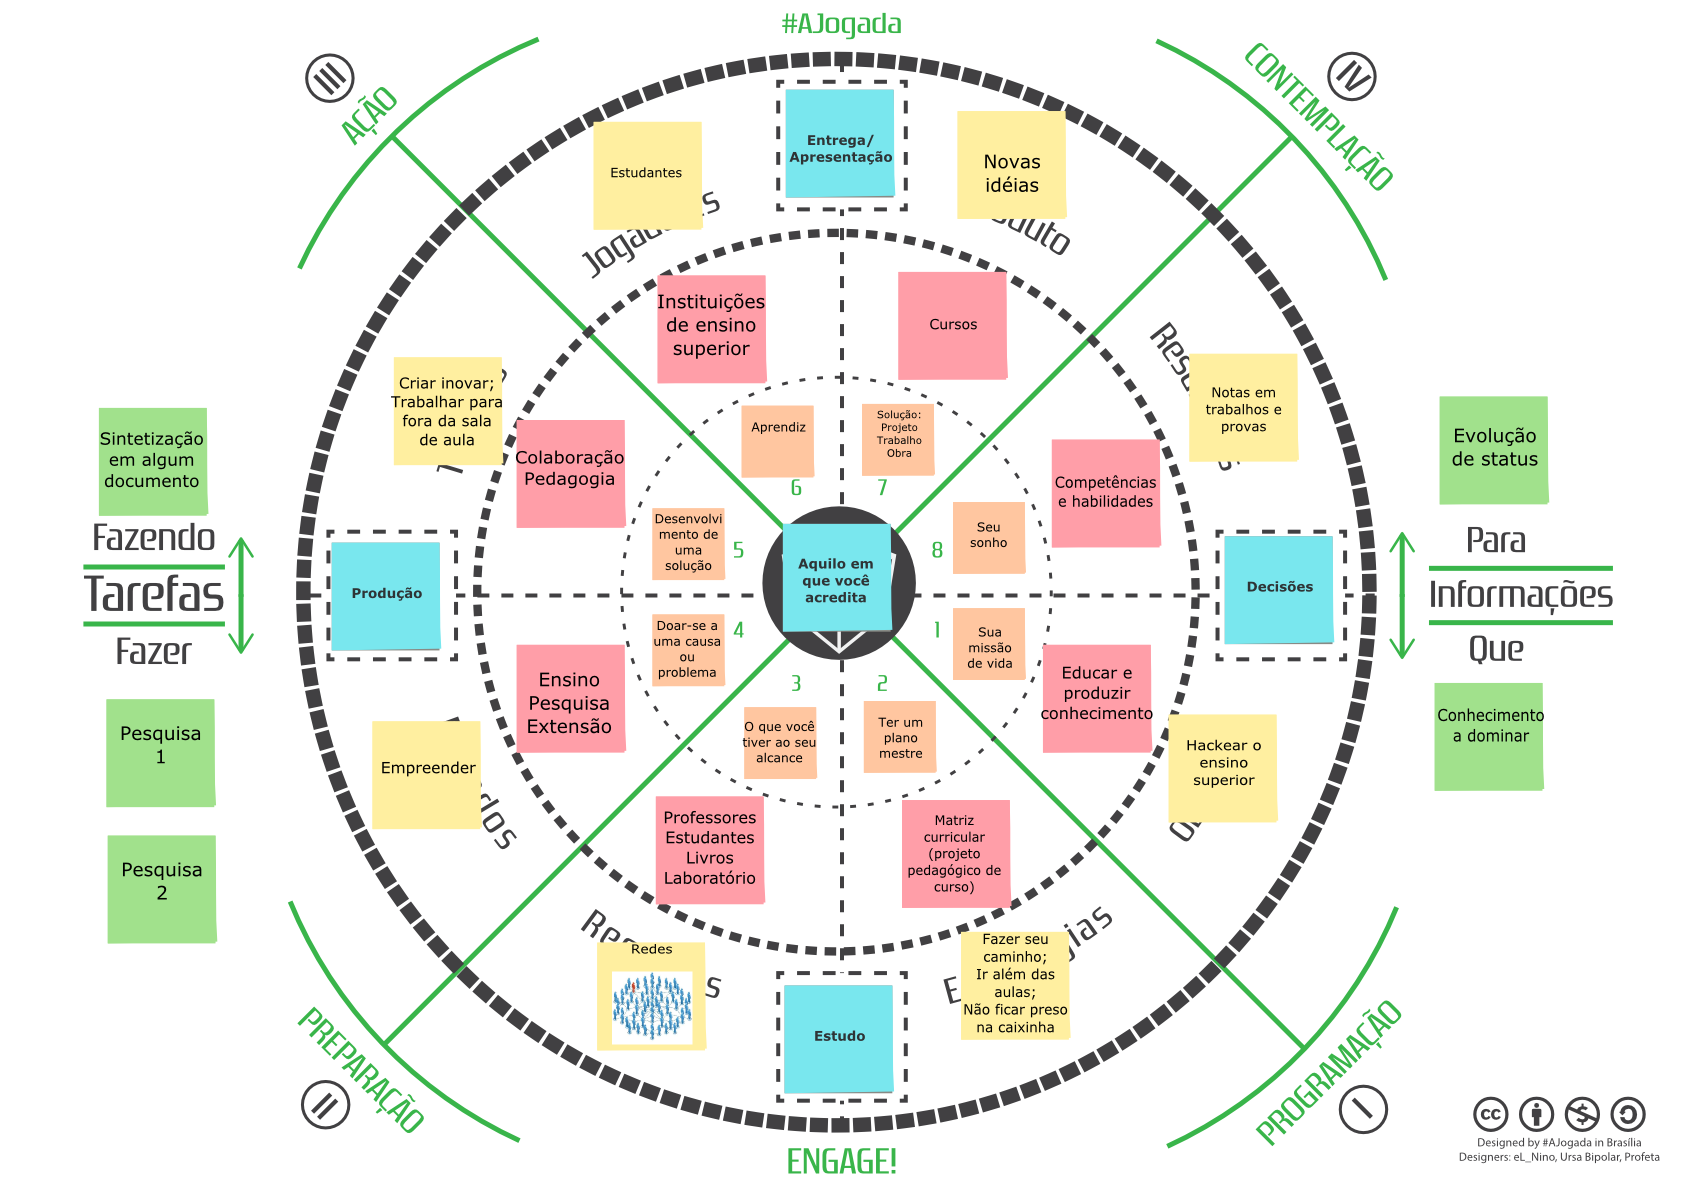 #AJogada
III
AÇÃO
IV
CONTEMPLAÇÃO
Entrega/
Apresentação
Estudantes
Novas
idéias
Instituições
de ensino
superior
Cursos
Criar inovar;
Trabalhar para
fora da sala
de aula
Notas em
trabalhos e
provas
Colaboração
Pedagogia
Aprendiz
Solução:
Projeto
Trabalho
Obra
Competências
e habilidades
6
7
Desenvolvi
mento de
uma
solução
5
8
Seu
sonho
Sintetização
em algum
documento
Fazendo
Tarefas
Fazer
Evolução
de status
Para
Informações
Que
Produção
Aquilo em
que você
acredita
Decisões
Doar-se a
uma causa
ou
problema
4
1
Sua
missão
de vida
3
2
Ensino
Pesquisa
Extensão
Educar e
produzir
conhecimento
O que você
tiver ao seu
alcance
Ter um
plano
mestre
Pesquisa
1
Pesquisa
2
Conhecimento
a dominar
Empreender
Hackear o
ensino
superior
Professores
Estudantes
Livros
Laboratório
Matriz
curricular
(projeto
pedagógico de
curso)
Redes
Fazer seu
caminho;
Ir além das
aulas;
Não ficar preso
na caixinha
Estudo
PREPARAÇÃO
II
PROGRAMAÇÃO
I
ENGAGE!
cc
Designed by #AJogada in Brasília
Designers: eL_Nino, Ursa Bipolar, Profeta